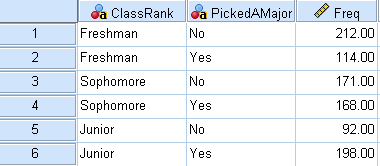 ClassRank PickedAMajor Freq
1 Freshman No 212.00
2 Freshman Yes 114.00
3 Sophomore No 171.00
4 Sophomore Yes 168.00
5 Junior No 92.00
6 Junior Yes 198.00